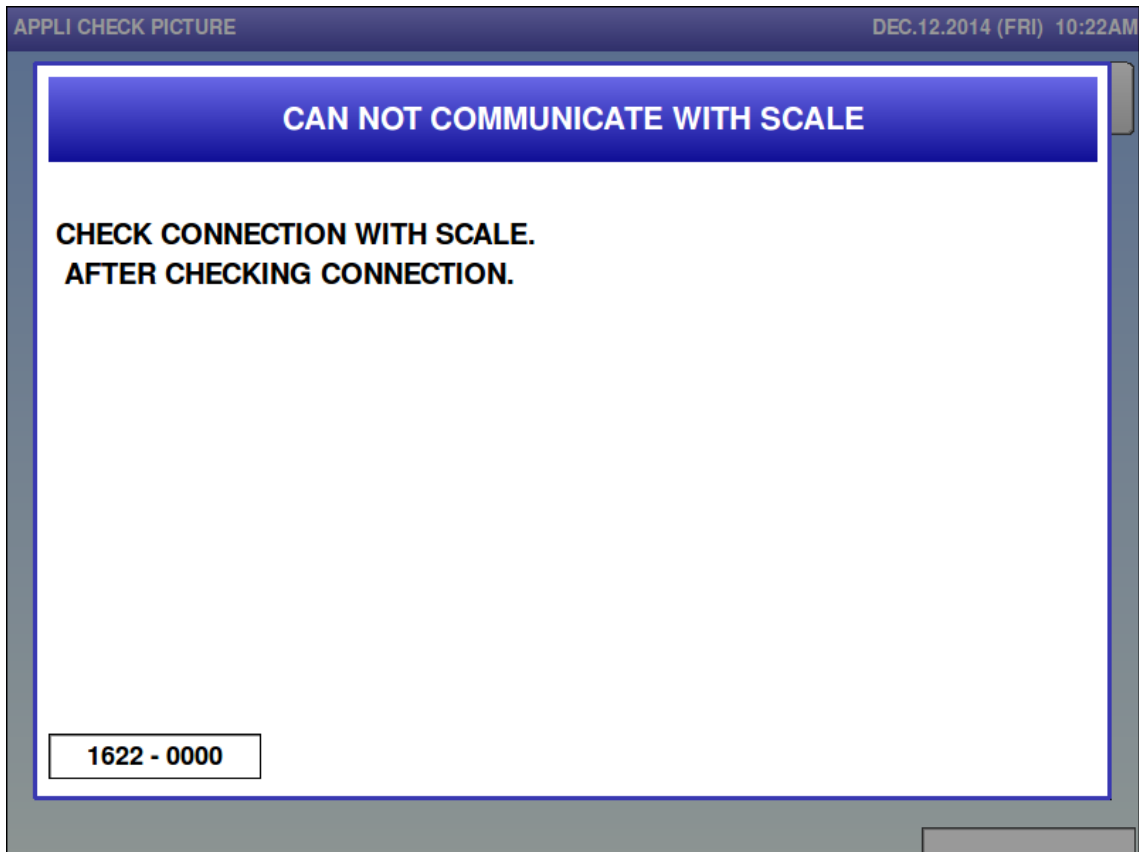 APPLI CHECK PICTURE DEC.12.2014 (FRI) 10:22AM
CAN NOT COMMUNICATE WITH SCALE
CHECK CONNECTION WITH SCALE.
AFTER CHECKING CONNECTION.
1622 - 0000